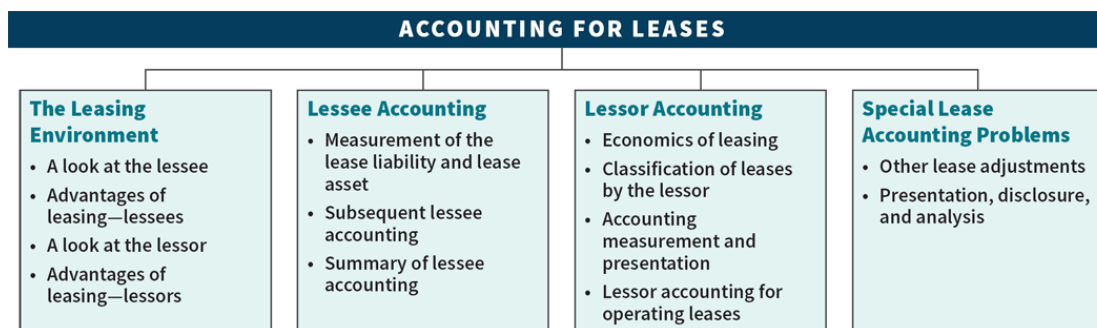 ACCOUNTING FOR LEASES
The Leasing
Environment
• A look at the lessee
• Advantages of
leasing—lessees
• A look at the lessor
• Advantages of
leasing—lessors
Lessee Accounting
• Measurement of the
lease liability and lease
asset
• Subsequent lessee
accounting
• Summary of lessee
accounting
Lessor Accounting
• Economics of leasing
• Classification of leases
by the lessor
• Accounting
measurement and
presentation
• Lessor accounting for
operating leases
Special Lease
Accounting Problems
• Other lease adjustments
• Presentation, disclosure,
and analysis